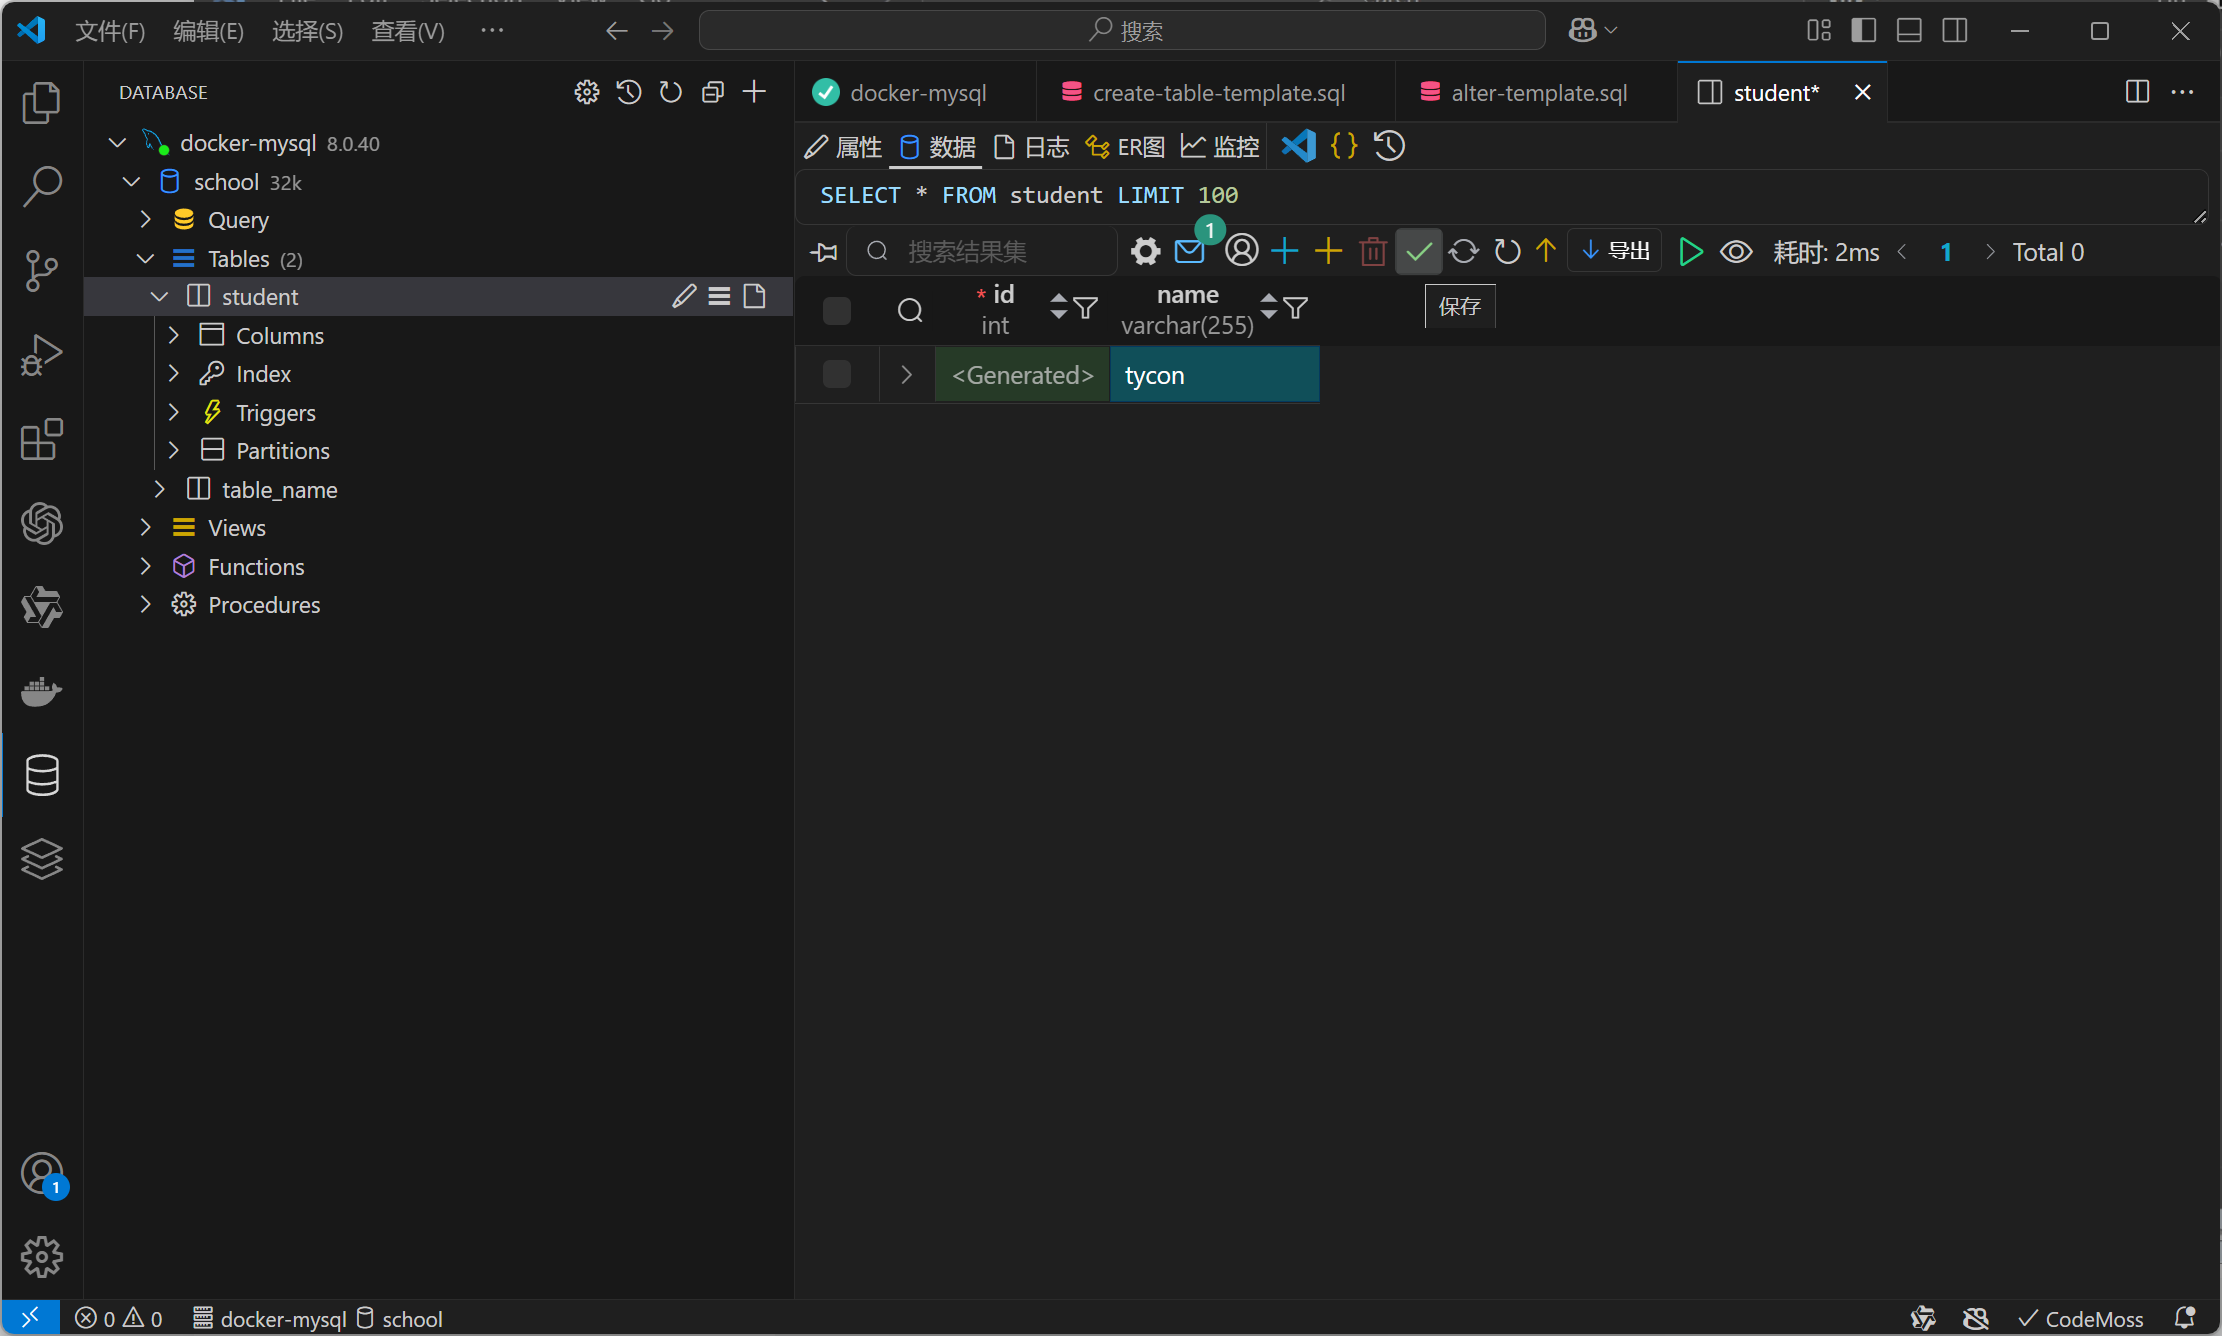 文件(F) 编辑(E) 选择(S) 查看(V) ··· 搜索
DATABASE
docker-mysql 8.0.40
school 32k
Query
Tables (2)
student
Columns
Index
Triggers
Partitions
table_name
Views
Functions
Procedures
docker-mysql create-table-template.sql alter-template.sql student*
属性 数据 日志 ER图 监控
SELECT * FROM student LIMIT 100
搜索结果集 1 导出 耗时: 2ms 1 Total 0
* id name 保存
int varchar(255)
<Generated> tycon
1
0 0 docker-mysql school CodeMoss